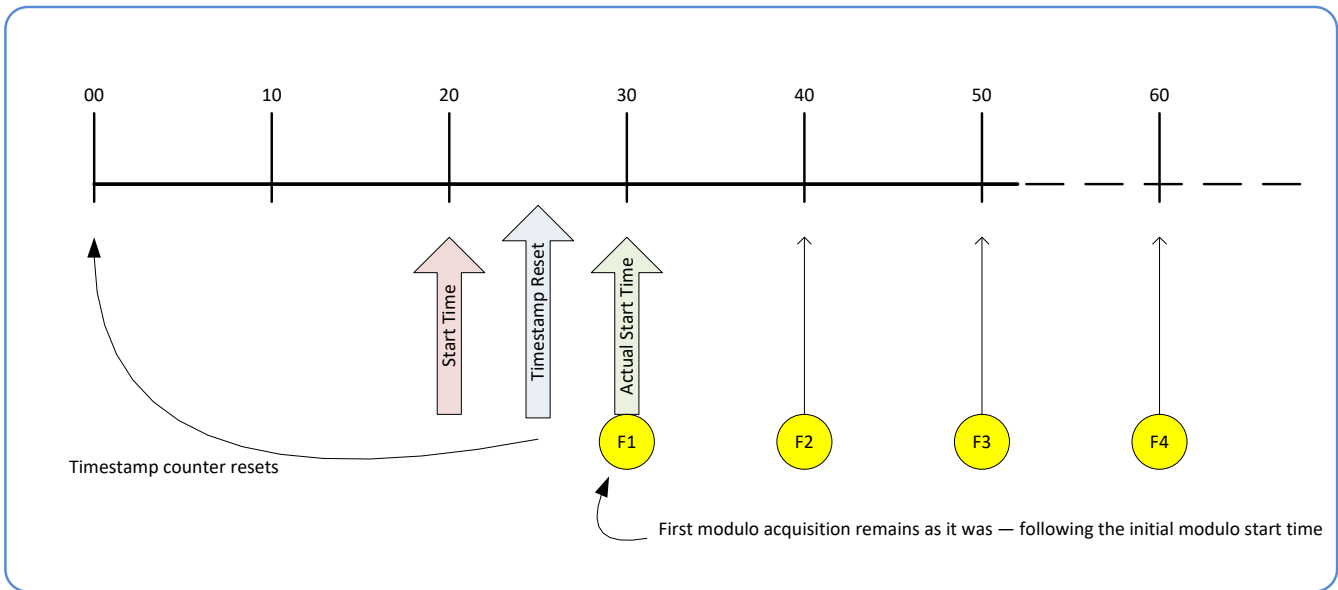 00 10 20 30 40 50 60
Start Time
Timestamp Reset
Actual Start Time
F1 F2 F3 F4
Timestamp counter resets
First modulo acquisition remains as it was — following the initial modulo start time